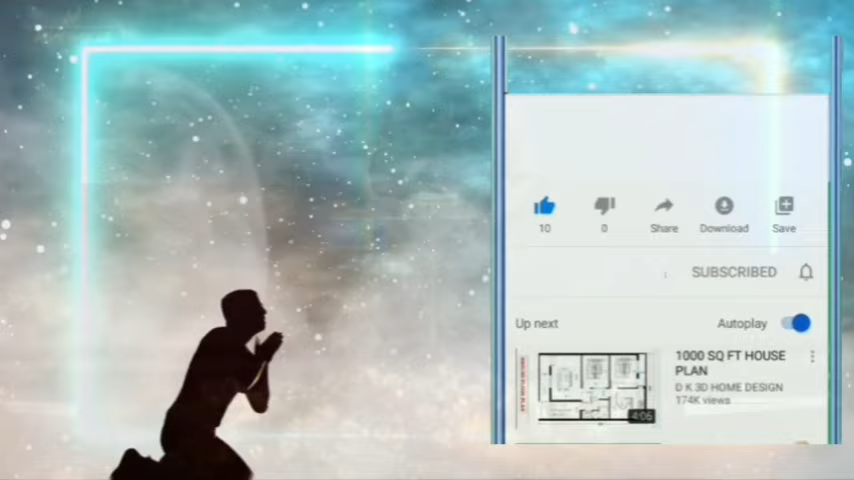 10
0
Share
Download
Save
SUBSCRIBED
Up next
Autoplay
1000 SQ FT HOUSE
PLAN
D K 3D HOME DESIGN
174K views
4:06